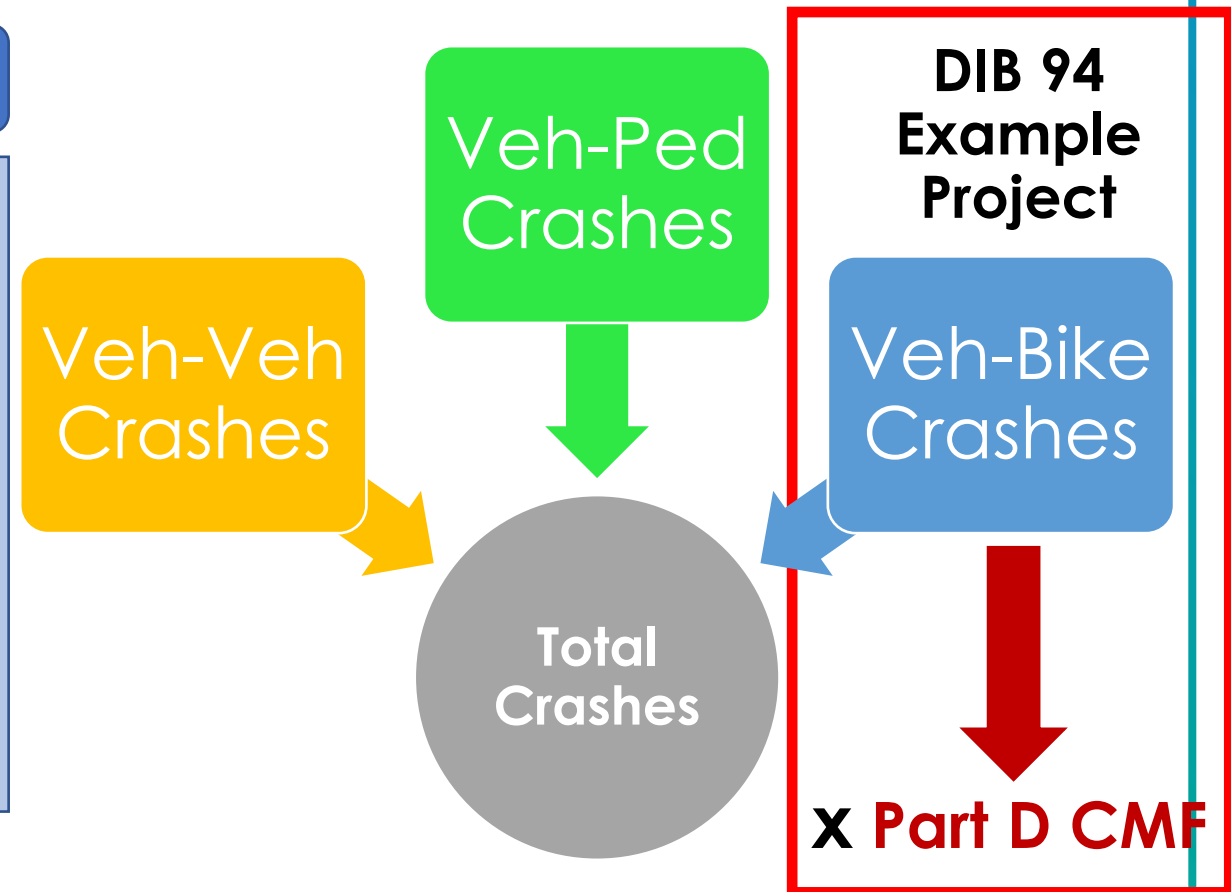 DIB 94
Example
Project
Veh-Ped
Crashes
Veh-Veh
Crashes
Veh-Bike
Crashes
Total
Crashes
x Part D CMF